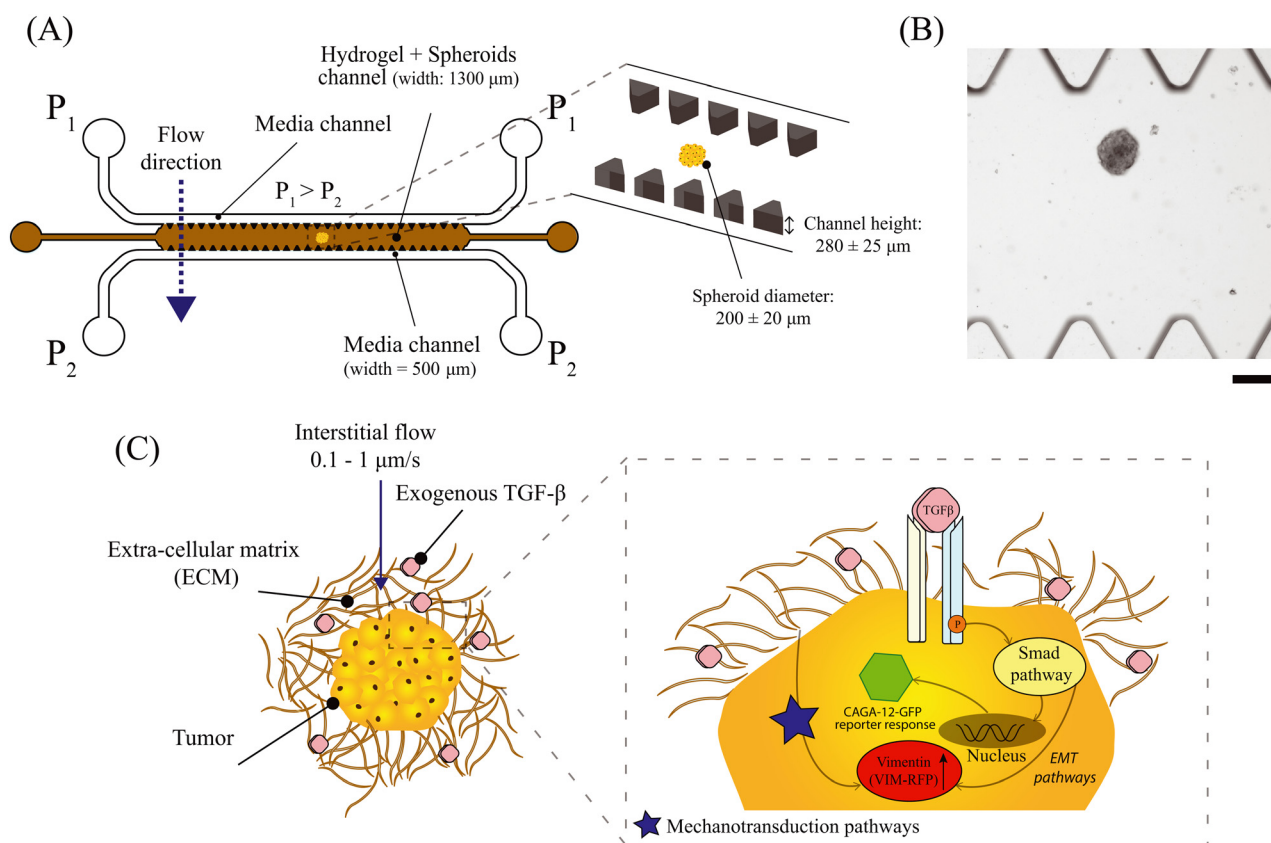 (A)
Hydrogel + Spheroids
channel (width: 1300 μm)
P1
P1
Media channel
Flow
direction
P1 > P2
Channel height:
280 ± 25 μm
Spheroid diameter:
200 ± 20 μm
P2
P2
Media channel
(width = 500 μm)
(B)
(C)
Interstitial flow
0.1 - 1 μm/s
Exogenous TGF-β
Extra-cellular matrix
(ECM)
Tumor
TGFβ
P
Smad
pathway
CAGA-12-GFP
reporter response
Nucleus
Vimentin
(VIM-RFP)
EMT
pathways
Mechanotransduction pathways